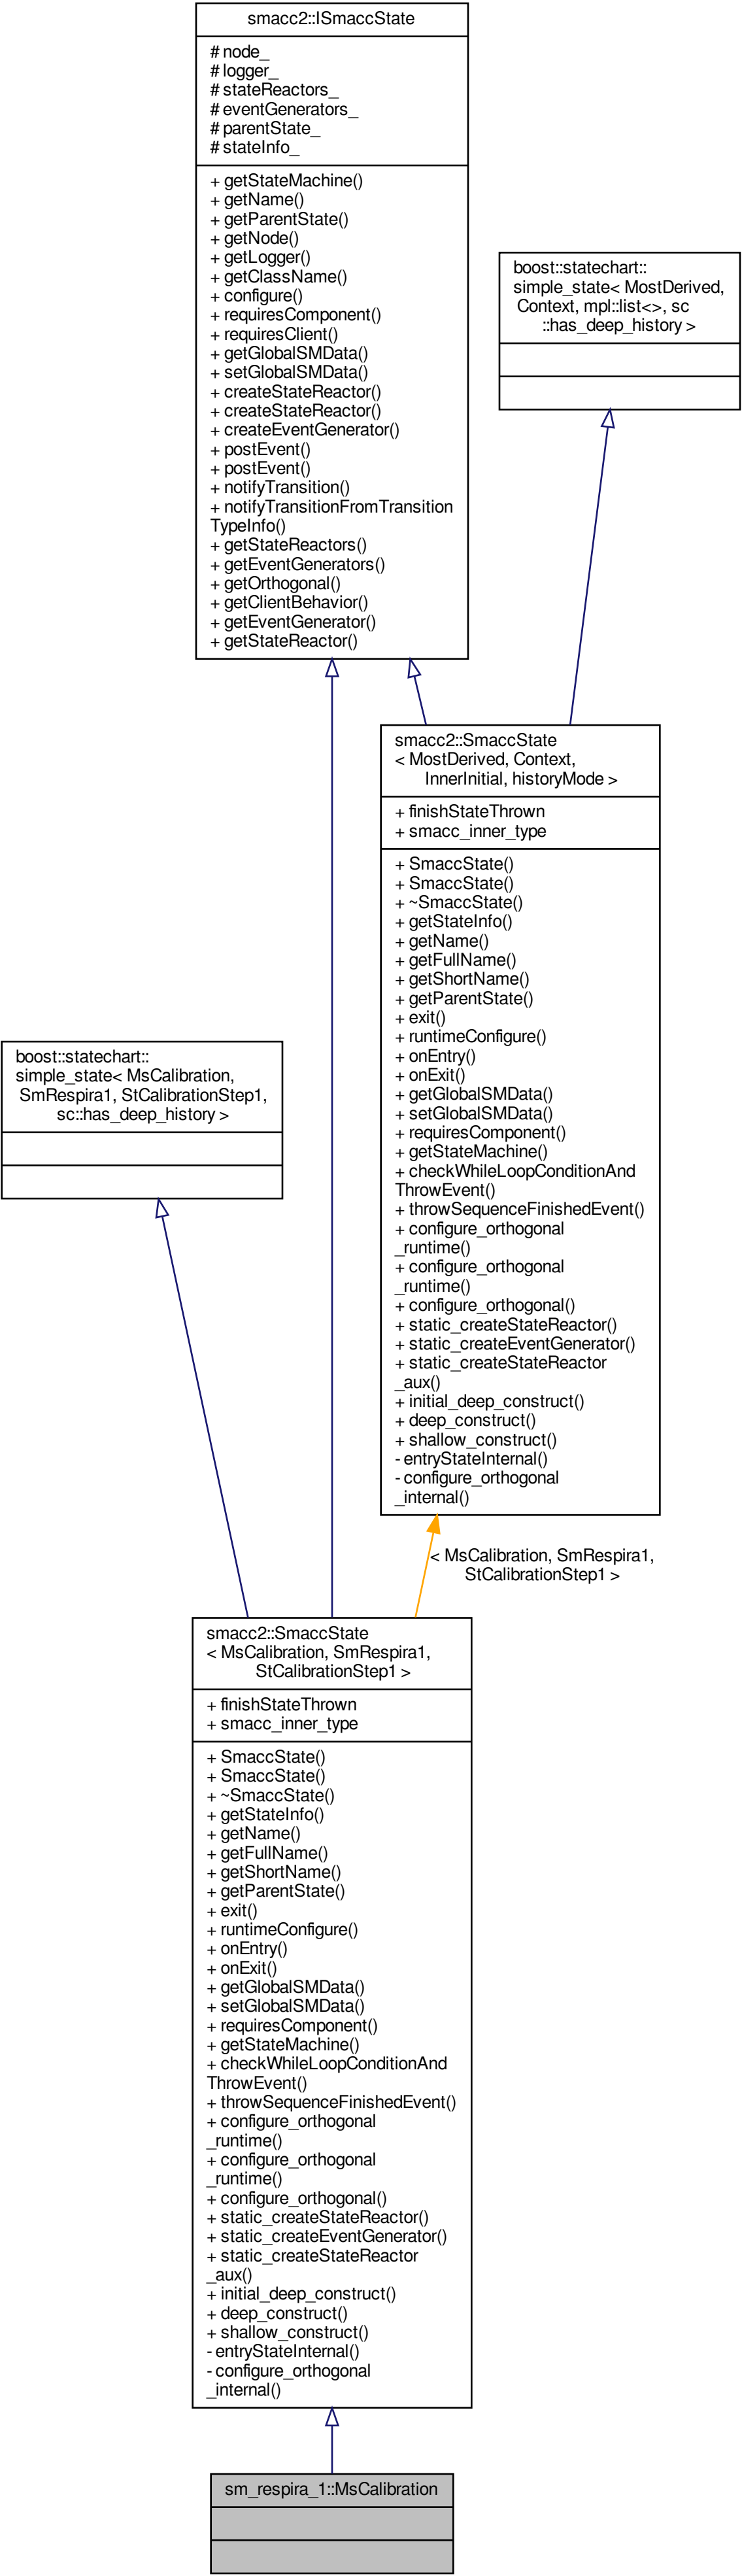 smacc2::ISmaccState
# node_
# logger_
# stateReactors_
# eventGenerators_
# parentState_
# stateInfo_
+ getStateMachine()
+ getName()
+ getParentState()
+ getNode()
+ getLogger()
+ getClassName()
+ configure()
+ requiresComponent()
+ requiresClient()
+ getGlobalSMData()
+ setGlobalSMData()
+ createStateReactor()
+ createStateReactor()
+ createEventGenerator()
+ postEvent()
+ postEvent()
+ notifyTransition()
+ notifyTransitionFromTransition
TypeInfo()
+ getStateReactors()
+ getEventGenerators()
+ getOrthogonal()
+ getClientBehavior()
+ getEventGenerator()
+ getStateReactor()
boost::statechart::
simple_state< MostDerived,
Context, mpl::list<>, sc
::has_deep_history >
smacc2::SmaccState
< MostDerived, Context,
InnerInitial, historyMode >
+ finishStateThrown
+ smacc_inner_type
+ SmaccState()
+ SmaccState()
+ ~SmaccState()
+ getStateInfo()
+ getName()
+ getFullName()
+ getShortName()
+ getParentState()
+ exit()
+ runtimeConfigure()
+ onEntry()
+ onExit()
+ getGlobalSMData()
+ setGlobalSMData()
+ requiresComponent()
+ getStateMachine()
+ checkWhileLoopConditionAnd
ThrowEvent()
+ throwSequenceFinishedEvent()
+ configure_orthogonal
_runtime()
+ configure_orthogonal
_runtime()
+ configure_orthogonal()
+ static_createStateReactor()
+ static_createEventGenerator()
+ static_createStateReactor
_aux()
+ initial_deep_construct()
+ deep_construct()
+ shallow_construct()
- entryStateInternal()
- configure_orthogonal
_internal()
boost::statechart::
simple_state< MsCalibration,
SmRespira1, StCalibrationStep1,
sc::has_deep_history >
< MsCalibration, SmRespira1,
StCalibrationStep1 >
smacc2::SmaccState
< MsCalibration, SmRespira1,
StCalibrationStep1 >
+ finishStateThrown
+ smacc_inner_type
+ SmaccState()
+ SmaccState()
+ ~SmaccState()
+ getStateInfo()
+ getName()
+ getFullName()
+ getShortName()
+ getParentState()
+ exit()
+ runtimeConfigure()
+ onEntry()
+ onExit()
+ getGlobalSMData()
+ setGlobalSMData()
+ requiresComponent()
+ getStateMachine()
+ checkWhileLoopConditionAnd
ThrowEvent()
+ throwSequenceFinishedEvent()
+ configure_orthogonal
_runtime()
+ configure_orthogonal
_runtime()
+ configure_orthogonal()
+ static_createStateReactor()
+ static_createEventGenerator()
+ static_createStateReactor
_aux()
+ initial_deep_construct()
+ deep_construct()
+ shallow_construct()
- entryStateInternal()
- configure_orthogonal
_internal()
sm_respira_1::MsCalibration